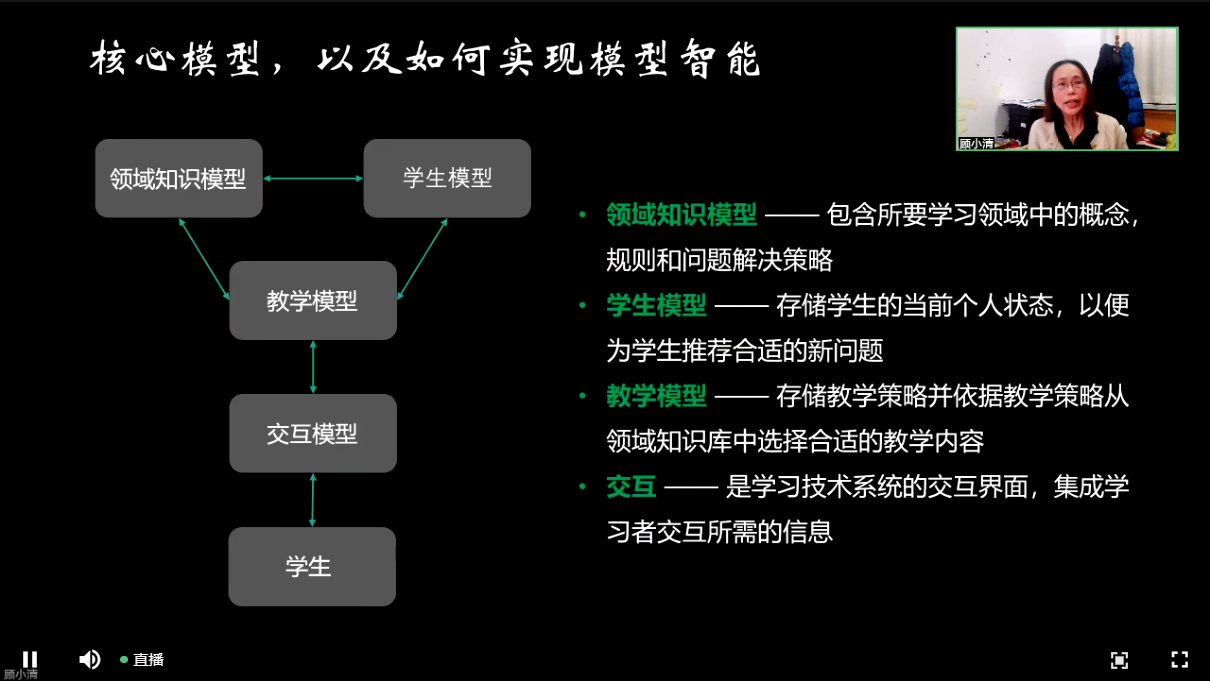 核心模型，以及如何实现模型智能
顾小清
领域知识模型
学生模型
教学模型
交互模型
学生
• 领域知识模型 —— 包含所要学习领域中的概念，
规则和问题解决策略
• 学生模型 —— 存储学生的当前个人状态，以便
为学生推荐合适的新问题
• 教学模型 —— 存储教学策略并依据教学策略从
领域知识库中选择合适的教学内容
• 交互 —— 是学习技术系统的交互界面，集成学
习者交互所需的信息
直播
顾小清